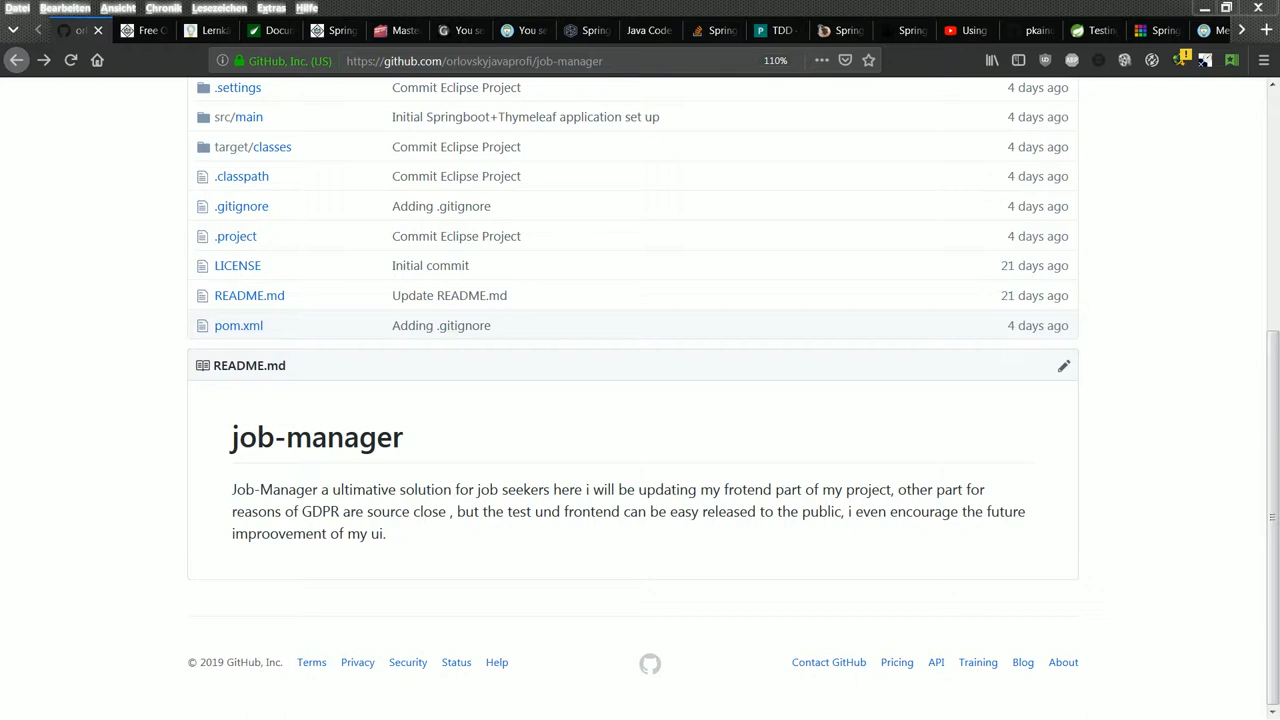 Datei Bearbeiten Ansicht Chronik Lesezeichen Extras Hilfe
orl Free C Lernka Docun Spring Maste You se You se Spring Java Code Spring TDD Spring Spring Using pkainu Testing Spring Me
GitHub, Inc. (US) https://github.com/orlovskyjavaprofi/job-manager 110%
.settings Commit Eclipse Project 4 days ago
src/main Initial Springboot+Thymeleaf application set up 4 days ago
target/classes Commit Eclipse Project 4 days ago
.classpath Commit Eclipse Project 4 days ago
.gitignore Adding .gitignore 4 days ago
.project Commit Eclipse Project 4 days ago
LICENSE Initial commit 21 days ago
README.md Update README.md 21 days ago
pom.xml Adding .gitignore 4 days ago
README.md
job-manager
Job-Manager a ultimative solution for job seekers here i will be updating my frotend part of my project, other part for
reasons of GDPR are source close , but the test und frontend can be easy released to the public, i even encourage the future
improovement of my ui.
© 2019 GitHub, Inc. Terms Privacy Security Status Help Contact GitHub Pricing API Training Blog About